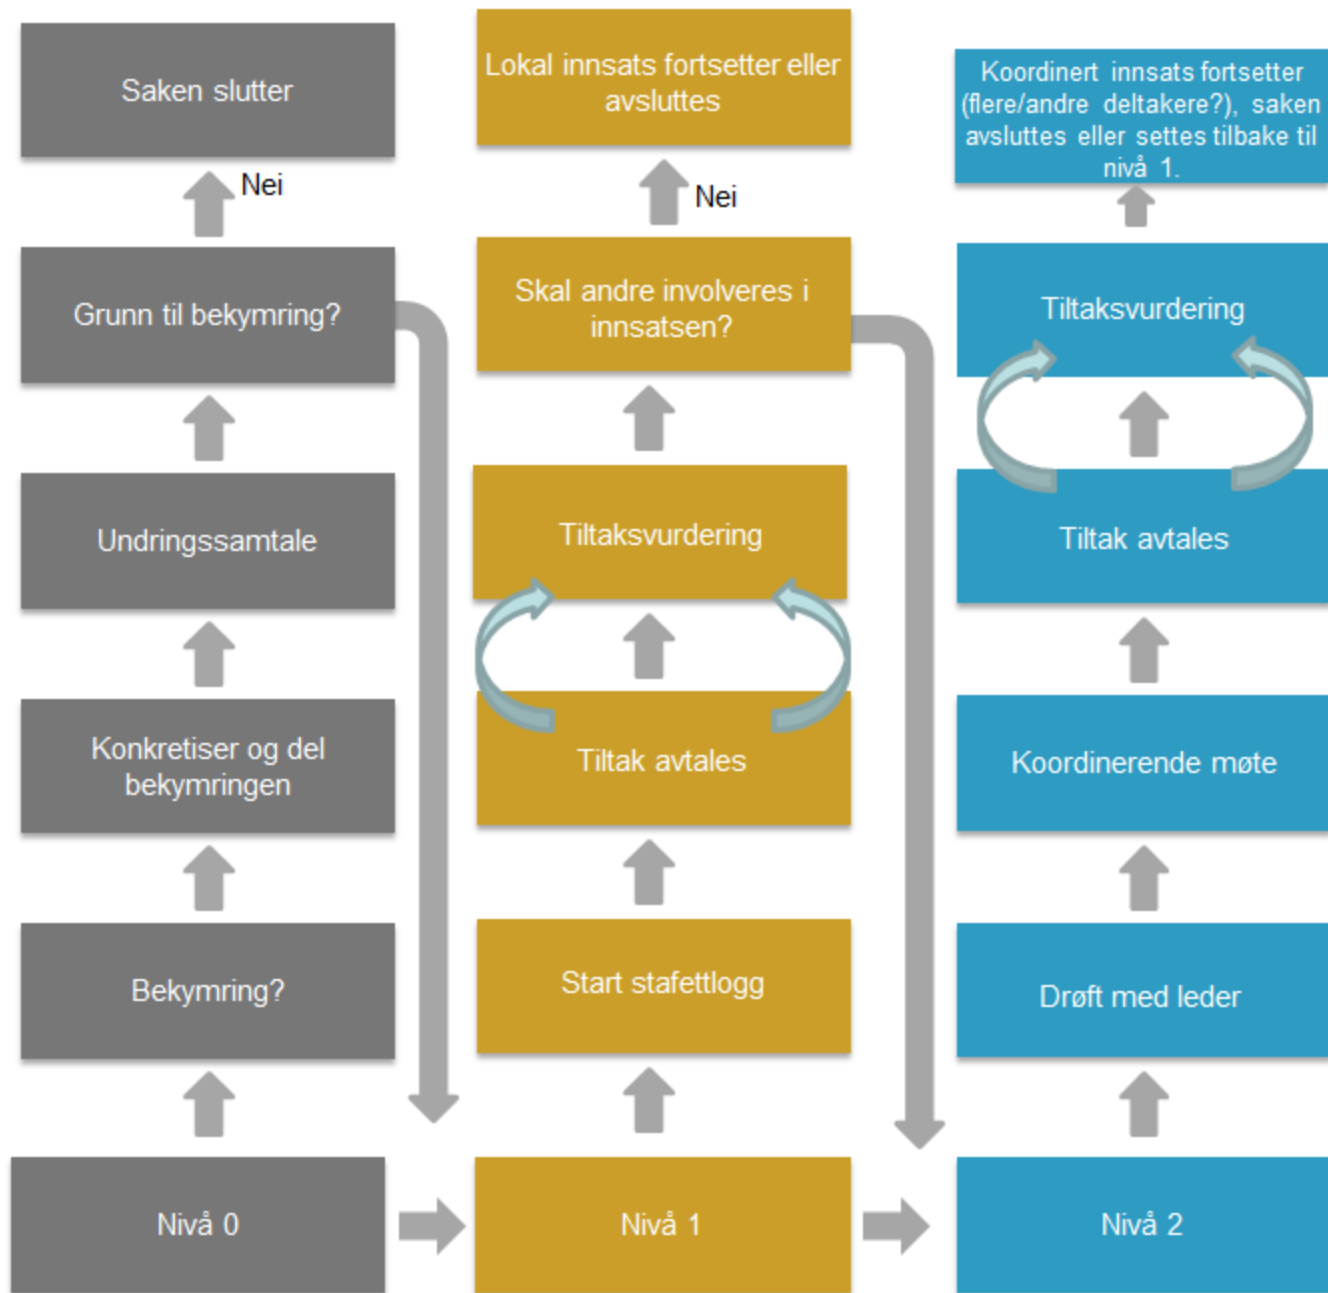 Saken slutter
Nei
Grunn til bekymring?
Undringssamtale
Konkretiser og del
bekymringen
Bekymring?
Nivå 0
Lokal innsats fortsetter eller
avsluttes
Nei
Skal andre involveres i
innsatsen?
Tiltaksvurdering
Tiltak avtales
Start stafettlogg
Nivå 1
Koordinert innsats fortsetter
(flere/andre deltakere?), saken
avsluttes eller settes tilbake til
nivå 1.
Tiltaksvurdering
Tiltak avtales
Koordinerende møte
Drøft med leder
Nivå 2